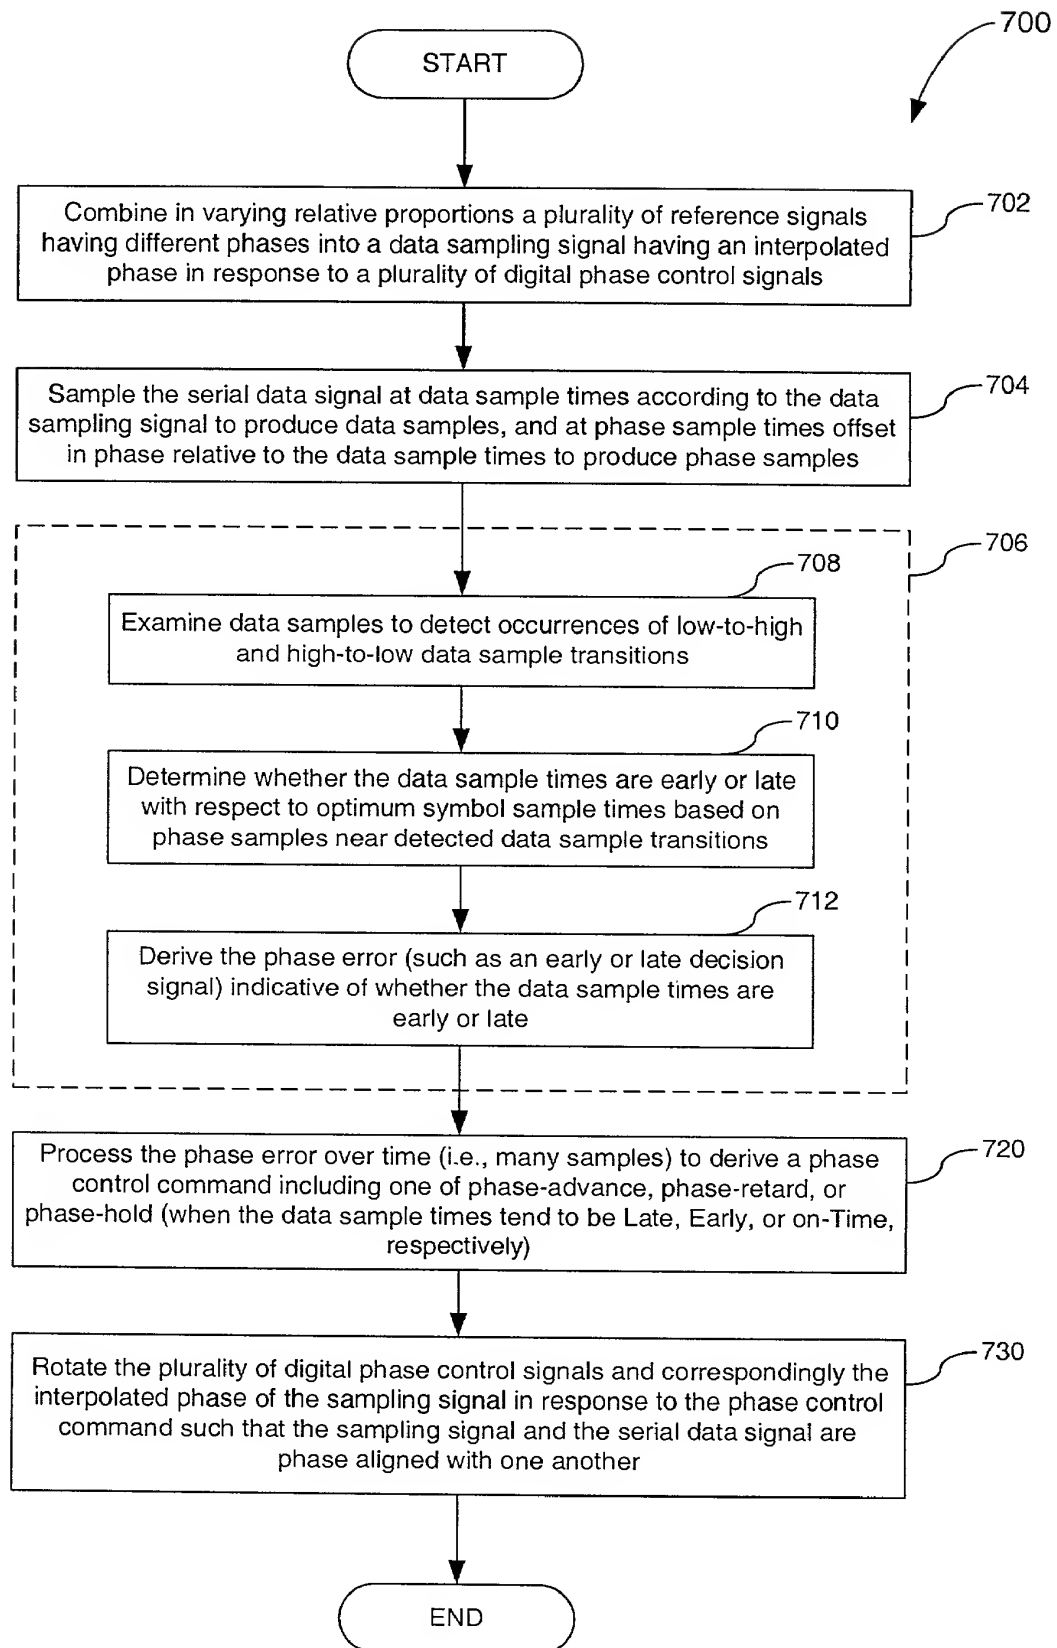 700
START
702
Combine in varying relative proportions a plurality of reference signals
having different phases into a data sampling signal having an interpolated
phase in response to a plurality of digital phase control signals
704
Sample the serial data signal at data sample times according to the data
sampling signal to produce data samples, and at phase sample times offset
in phase relative to the data sample times to produce phase samples
706
708
Examine data samples to detect occurrences of low-to-high
and high-to-low data sample transitions
710
Determine whether the data sample times are early or late
with respect to optimum symbol sample times based on
phase samples near detected data sample transitions
712
Derive the phase error (such as an early or late decision
signal) indicative of whether the data sample times are
early or late
720
Process the phase error over time (i.e., many samples) to derive a phase
control command including one of phase-advance, phase-retard, or
phase-hold (when the data sample times tend to be Late, Early, or on-Time,
respectively)
730
Rotate the plurality of digital phase control signals and correspondingly the
interpolated phase of the sampling signal in response to the phase control
command such that the sampling signal and the serial data signal are
phase aligned with one another
END